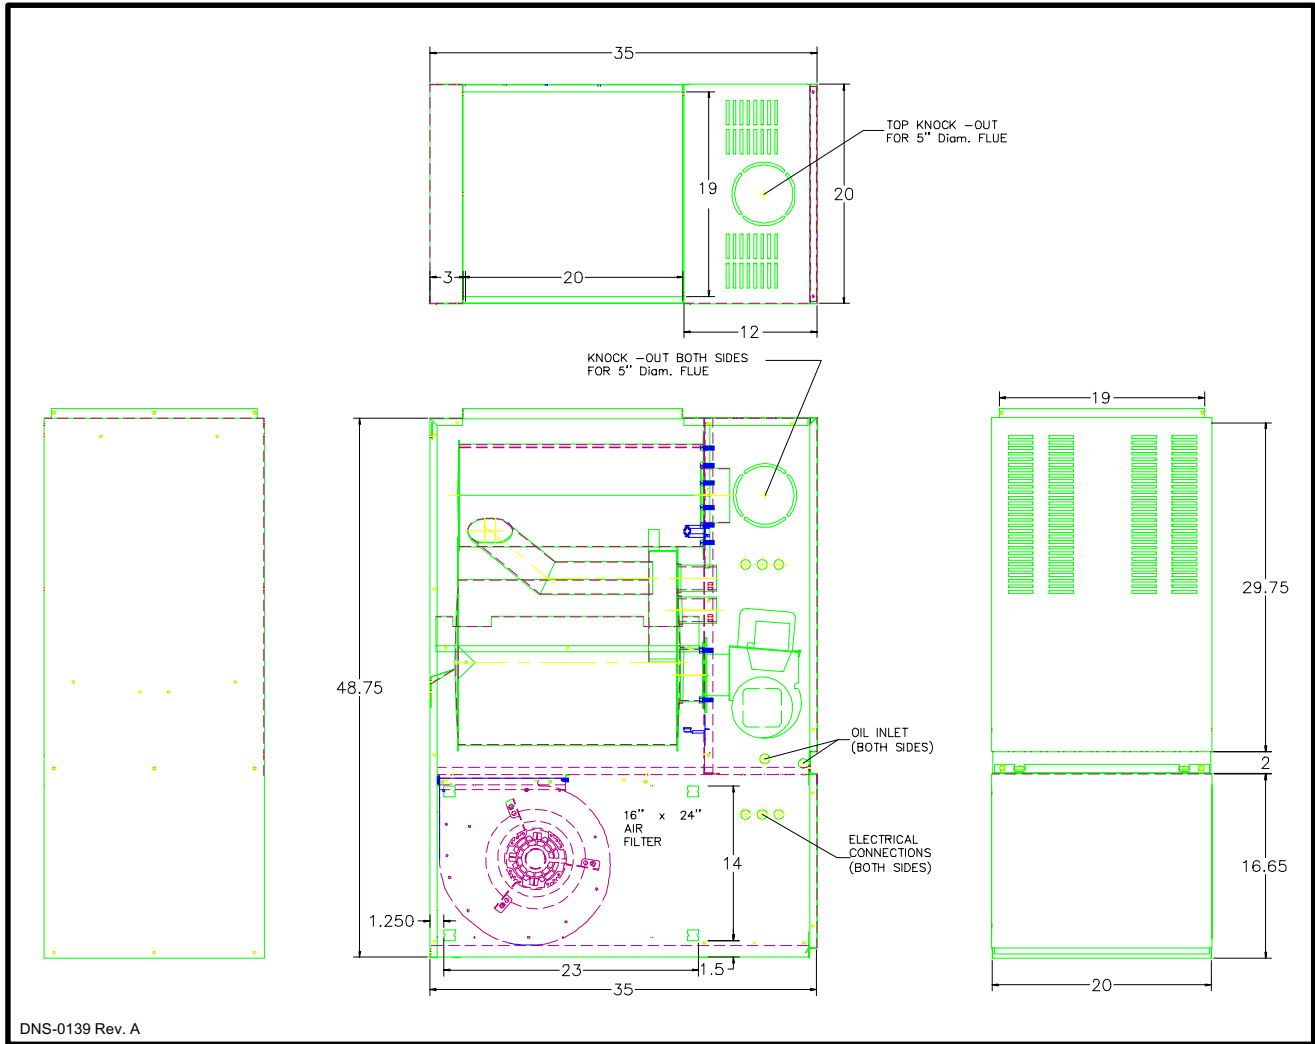 35
TOP KNOCK -OUT
FOR 5" Diam. FLUE
19
20
3
20
12
KNOCK -OUT BOTH SIDES
FOR 5" Diam. FLUE
19
29.75
48.75
OIL INLET
(BOTH SIDES)
2
16" x 24"
AIR
FILTER
14
ELECTRICAL
CONNECTIONS
(BOTH SIDES)
16.65
1.250
23
1.5
35
20
DNS-0139 Rev. A